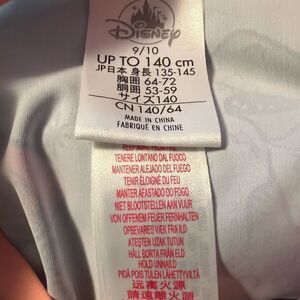 Disney
9/10
UP TO 140 cm
JP日本 身長 135-145
胸囲 64-72
胴囲 53-59
サイズ140
CN 140/64
MADE IN CHINA
FABRIQUÉ EN CHINE
KEEP AWAY FROM FIRE
TENERE LONTANO DAL FUOCO
MANTENER ALEJADO DEL FUEGO
TENIR ÉLOIGNÉ DU FEU
MANTER AFASTADO DO FOGO
NIET BLOOTSTELLEN AAN VUUR
VON OFFENEM FEUER FERNHALTEN
OPBEVARES VÆK FRA ILD
ATEŞTEN UZAK TUTUN
HÅLL BORTA FRÅN ELD
HOLD UNNA ILD
PIDÄ POIS TULEN LÄHETTYVILTÄ
远离火源
請遠離火源